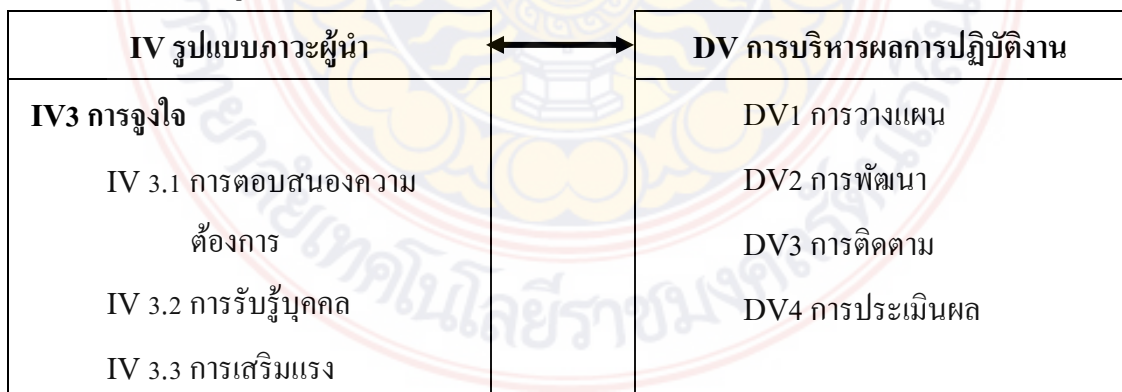 IV รูปแบบภาวะผู้นำ
IV3 การจูงใจ
IV 3.1 การตอบสนองความ
ต้องการ
IV 3.2 การรับรู้บุคคล
IV 3.3 การเสริมแรง
DV การบริหารผลการปฏิบัติงาน
DV1 การวางแผน
DV2 การพัฒนา
DV3 การติดตาม
DV4 การประเมินผล